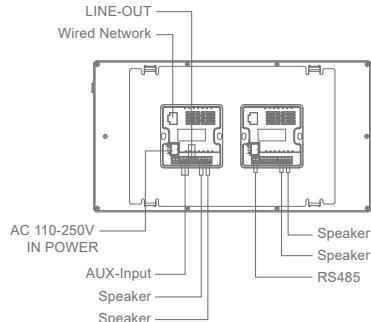 LINE-OUT
Wired Network
AC 110-250V
IN POWER
AUX-Input
Speaker
Speaker
Speaker
Speaker
RS485